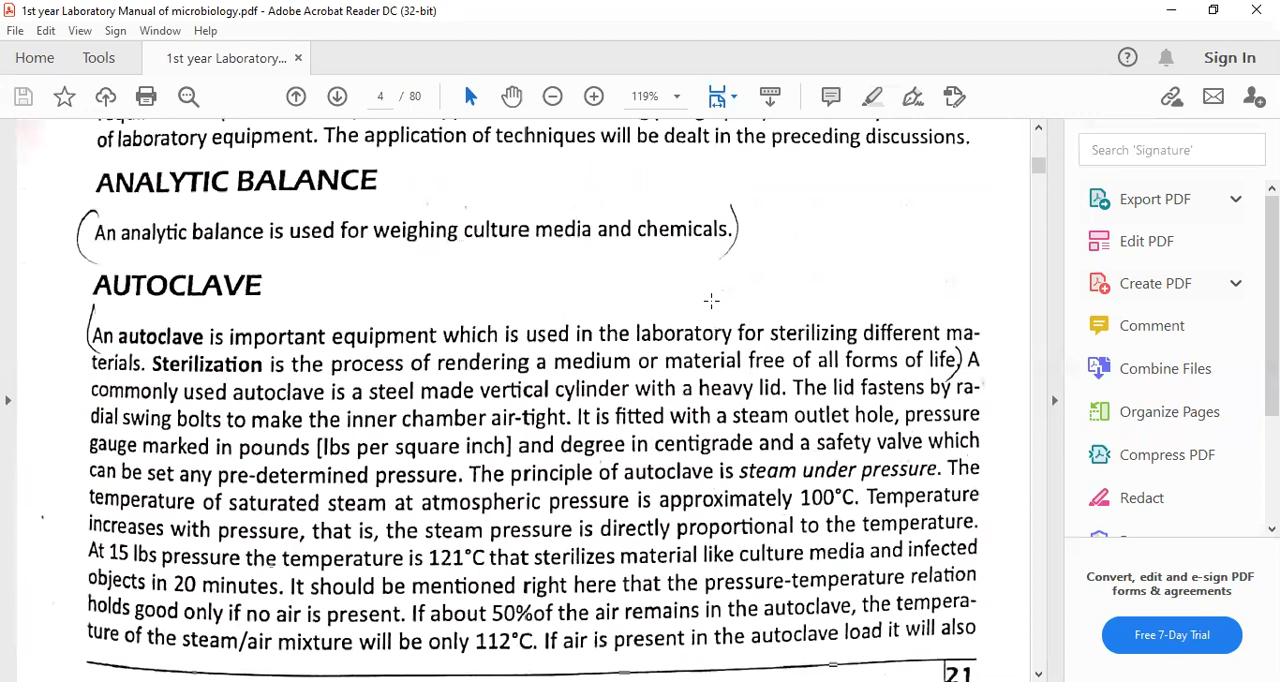 1st year Laboratory Manual of microbiology.pdf - Adobe Acrobat Reader DC (32-bit)
File Edit View Sign Window Help
Home Tools 1st year Laboratory... × Sign In
4 / 80 119%
of laboratory equipment. The application of techniques will be dealt in the preceding discussions.
ANALYTIC BALANCE
An analytic balance is used for weighing culture media and chemicals.
AUTOCLAVE
An autoclave is important equipment which is used in the laboratory for sterilizing different ma-
terials. Sterilization is the process of rendering a medium or material free of all forms of life. A
commonly used autoclave is a steel made vertical cylinder with a heavy lid. The lid fastens by ra-
dial swing bolts to make the inner chamber air-tight. It is fitted with a steam outlet hole, pressure
gauge marked in pounds [lbs per square inch] and degree in centigrade and a safety valve which
can be set any pre-determined pressure. The principle of autoclave is steam under pressure. The
temperature of saturated steam at atmospheric pressure is approximately 100°C. Temperature
increases with pressure, that is, the steam pressure is directly proportional to the temperature.
At 15 lbs pressure the temperature is 121°C that sterilizes material like culture media and infected
objects in 20 minutes. It should be mentioned right here that the pressure-temperature relation
holds good only if no air is present. If about 50%of the air remains in the autoclave, the tempera-
ture of the steam/air mixture will be only 112°C. If air is present in the autoclave load it will also
21
Search 'Signature'
Export PDF
Edit PDF
Create PDF
Comment
Combine Files
Organize Pages
Compress PDF
Redact
Convert, edit and e-sign PDF
forms & agreements
Free 7-Day Trial